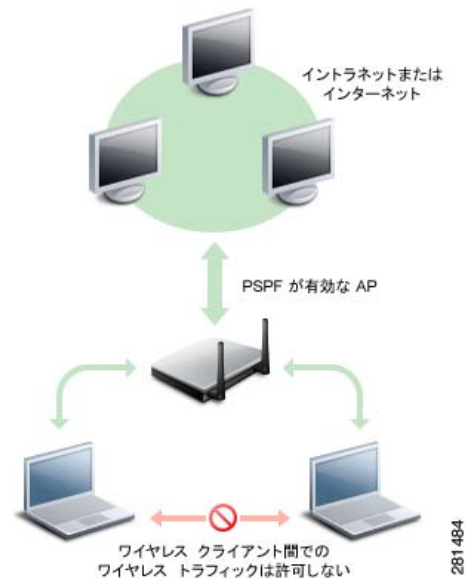 イントラネットまたは
インターネット
PSPF が有効な AP
ワイヤレス クライアント間での
ワイヤレス トラフィックは許可しない
281484